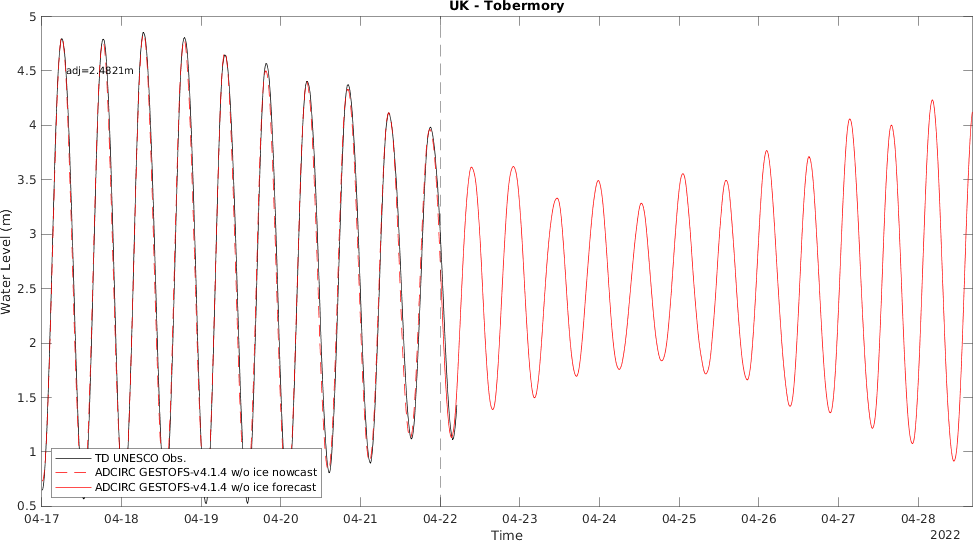 UK - Tobermory
5
4.5
4
3.5
3
2.5
2
1.5
1
0.5
Water Level (m)
adj=2.4821m
TD UNESCO Obs.
ADCIRC GESTOFS-v4.1.4 w/o ice nowcast
ADCIRC GESTOFS-v4.1.4 w/o ice forecast
04-17 04-18 04-19 04-20 04-21 04-22 04-23 04-24 04-25 04-26 04-27 04-28
2022
Time